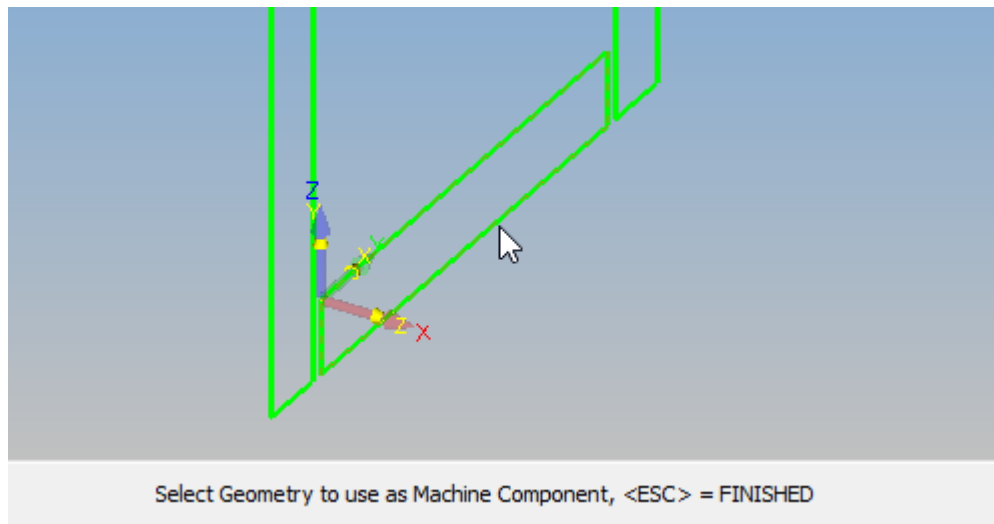 Z
Y
Y
X
Z
X
Select Geometry to use as Machine Component, <ESC> = FINISHED